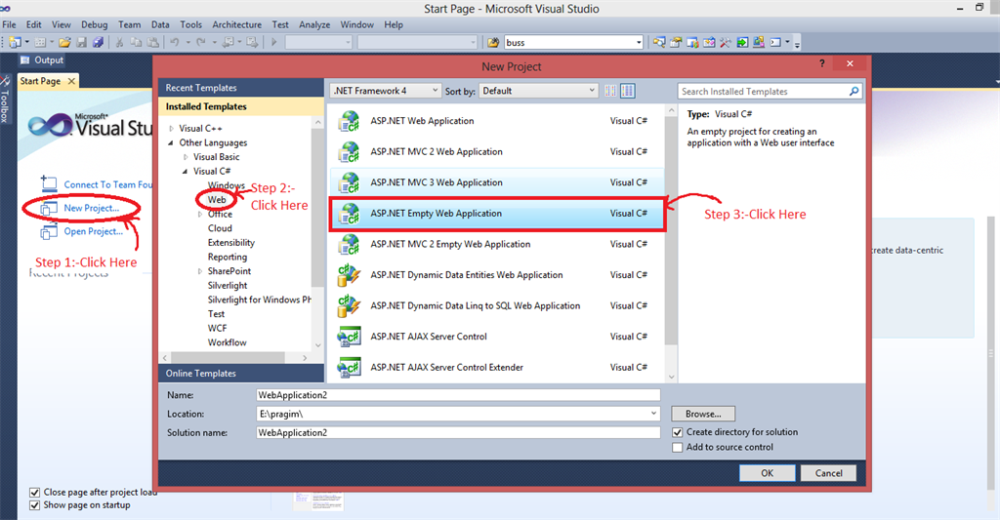 Start Page - Microsoft Visual Studio
File Edit View Debug Team Data Tools Architecture Test Analyze Window Help
buss
Output
Start Page
Toolbox
Microsoft
Visual Stu
Connect To Team Fou
New Project...
Open Project...
Step 1:-Click Here
Recent Projects
create data-centric
Close page after project load
Show page on startup
New Project
?
Recent Templates
Installed Templates
Visual C++
Other Languages
Visual Basic
Visual C#
Windows
Web
Office
Cloud
Extensibility
Reporting
SharePoint
Silverlight
Silverlight for Windows Ph
Test
WCF
Workflow
Online Templates
Step 2:-
Click Here
.NET Framework 4 Sort by: Default
ASP.NET Web Application Visual C#
ASP.NET MVC 2 Web Application Visual C#
ASP.NET MVC 3 Web Application Visual C#
ASP.NET Empty Web Application Visual C#
ASP.NET MVC 2 Empty Web Application Visual C#
ASP.NET Dynamic Data Entities Web Application Visual C#
ASP.NET Dynamic Data Linq to SQL Web Application Visual C#
ASP.NET AJAX Server Control Visual C#
ASP.NET AJAX Server Control Extender Visual C#
Search Installed Templates
Type: Visual C#
An empty project for creating an
application with a Web user interface
Step 3:-Click Here
Name: WebApplication2
Location: E:\pragim\
Browse...
Solution name: WebApplication2
Create directory for solution
Add to source control
OK Cancel